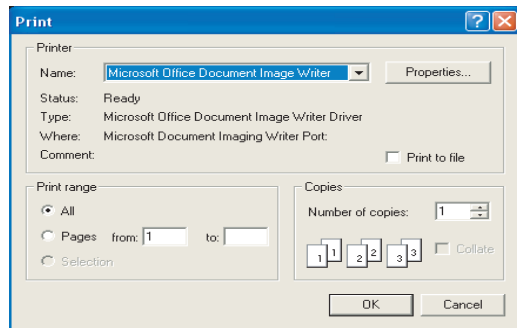 Print
Printer
Name: Microsoft Office Document Image Writer Properties...
Status: Ready
Type: Microsoft Office Document Image Writer Driver
Where: Microsoft Document Imaging Writer Port:
Comment: Print to file
Print range
All
Pages from: 1 to:
Selection
Copies
Number of copies: 1
1 1 2 2 3 3 Collate
OK Cancel